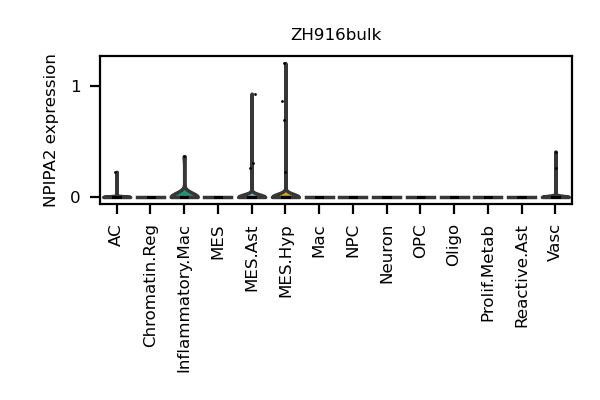 ZH916bulk
NPIPA2 expression
1
0
AC
Chromatin.Reg
Inflammatory.Mac
MES
MES.Ast
MES.Hyp
Mac
NPC
Neuron
OPC
Oligo
Prolif.Metab
Reactive.Ast
Vasc